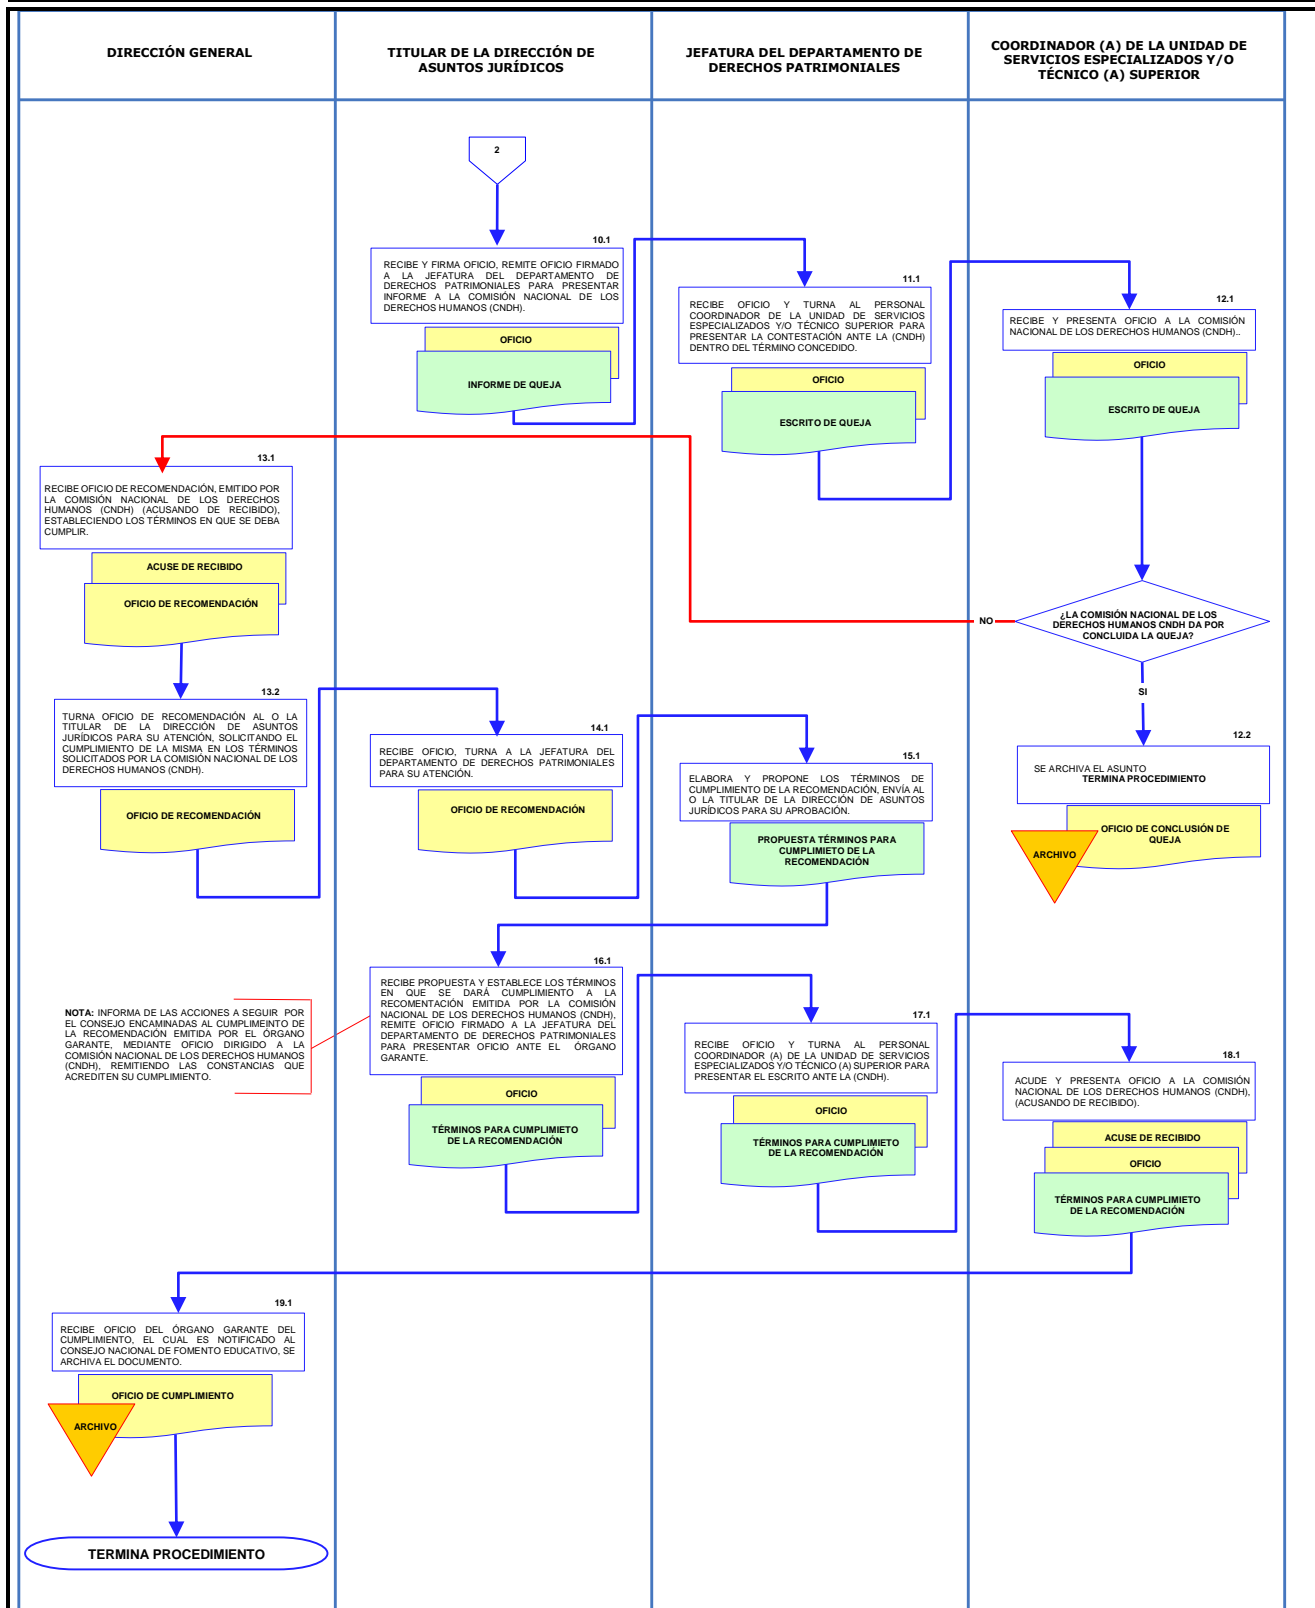 DIRECCIÓN GENERAL
TITULAR DE LA DIRECCIÓN DE
ASUNTOS JURÍDICOS
JEFATURA DEL DEPARTAMENTO DE
DERECHOS PATRIMONIALES
COORDINADOR (A) DE LA UNIDAD DE
SERVICIOS ESPECIALIZADOS Y/O
TÉCNICO (A) SUPERIOR
2
10.1
RECIBE Y FIRMA OFICIO, REMITE OFICIO FIRMADO
A LA JEFATURA DEL DEPARTAMENTO DE
DERECHOS PATRIMONIALES PARA PRESENTAR
INFORME A LA COMISIÓN NACIONAL DE LOS
DERECHOS HUMANOS (CNDH).
OFICIO
INFORME DE QUEJA
11.1
RECIBE OFICIO Y TURNA AL PERSONAL
COORDINADOR DE LA UNIDAD DE SERVICIOS
ESPECIALIZADOS Y/O TÉCNICO SUPERIOR PARA
PRESENTAR LA CONTESTACIÓN ANTE LA (CNDH)
DENTRO DEL TÉRMINO CONCEDIDO.
OFICIO
ESCRITO DE QUEJA
12.1
RECIBE Y PRESENTA OFICIO A LA COMISIÓN
NACIONAL DE LOS DERECHOS HUMANOS (CNDH)..
OFICIO
ESCRITO DE QUEJA
¿LA COMISIÓN NACIONAL DE LOS
DERECHOS HUMANOS CNDH DA POR
CONCLUIDA LA QUEJA?
NO
SI
12.2
SE ARCHIVA EL ASUNTO
TERMINA PROCEDIMIENTO
OFICIO DE CONCLUSIÓN DE
QUEJA
ARCHIVO
13.1
RECIBE OFICIO DE RECOMENDACIÓN, EMITIDO POR
LA COMISIÓN NACIONAL DE LOS DERECHOS
HUMANOS (CNDH) (ACUSANDO DE RECIBIDO),
ESTABLECIENDO LOS TÉRMINOS EN QUE SE DEBA
CUMPLIR.
ACUSE DE RECIBIDO
OFICIO DE RECOMENDACIÓN
13.2
TURNA OFICIO DE RECOMENDACIÓN AL O LA
TITULAR DE LA DIRECCIÓN DE ASUNTOS
JURÍDICOS PARA SU ATENCIÓN, SOLICITANDO EL
CUMPLIMIENTO DE LA MISMA EN LOS TÉRMINOS
SOLICITADOS POR LA COMISIÓN NACIONAL DE LOS
DERECHOS HUMANOS (CNDH).
OFICIO DE RECOMENDACIÓN
14.1
RECIBE OFICIO, TURNA A LA JEFATURA DEL
DEPARTAMENTO DE DERECHOS PATRIMONIALES
PARA SU ATENCIÓN.
OFICIO DE RECOMENDACIÓN
15.1
ELABORA Y PROPONE LOS TÉRMINOS DE
CUMPLIMIENTO DE LA RECOMENDACIÓN, ENVÍA AL
O LA TITULAR DE LA DIRECCIÓN DE ASUNTOS
JURÍDICOS PARA SU APROBACIÓN.
PROPUESTA TÉRMINOS PARA
CUMPLIMIETO DE LA
RECOMENDACIÓN
16.1
RECIBE PROPUESTA Y ESTABLECE LOS TÉRMINOS
EN QUE SE DARÁ CUMPLIMIENTO A LA
RECOMENTACIÓN EMITIDA POR LA COMISIÓN
NACIONAL DE LOS DERECHOS HUMANOS (CNDH),
REMITE OFICIO FIRMADO A LA JEFATURA DEL
DEPARTAMENTO DE DERECHOS PATRIMONIALES
PARA PRESENTAR OFICIO ANTE EL ÓRGANO
GARANTE.
OFICIO
TÉRMINOS PARA CUMPLIMIETO
DE LA RECOMENDACIÓN
NOTA: INFORMA DE LAS ACCIONES A SEGUIR POR
EL CONSEJO ENCAMINADAS AL CUMPLIMEINTO DE
LA RECOMENDACIÓN EMITIDA POR EL ÓRGANO
GARANTE, MEDIANTE OFICIO DIRIGIDO A LA
COMISIÓN NACIONAL DE LOS DERECHOS HUMANOS
(CNDH), REMITIENDO LAS CONSTANCIAS QUE
ACREDITEN SU CUMPLIMIENTO.
17.1
RECIBE OFICIO Y TURNA AL PERSONAL
COORDINADOR (A) DE LA UNIDAD DE SERVICIOS
ESPECIALIZADOS Y/O TÉCNICO (A) SUPERIOR PARA
PRESENTAR EL ESCRITO ANTE LA (CNDH).
OFICIO
TÉRMINOS PARA CUMPLIMIETO
DE LA RECOMENDACIÓN
18.1
ACUDE Y PRESENTA OFICIO A LA COMISIÓN
NACIONAL DE LOS DERECHOS HUMANOS (CNDH),
(ACUSANDO DE RECIBIDO).
ACUSE DE RECIBIDO
OFICIO
TÉRMINOS PARA CUMPLIMIETO
DE LA RECOMENDACIÓN
19.1
RECIBE OFICIO DEL ÓRGANO GARANTE DEL
CUMPLIMIENTO, EL CUAL ES NOTIFICADO AL
CONSEJO NACIONAL DE FOMENTO EDUCATIVO, SE
ARCHIVA EL DOCUMENTO.
OFICIO DE CUMPLIMIENTO
ARCHIVO
TERMINA PROCEDIMIENTO